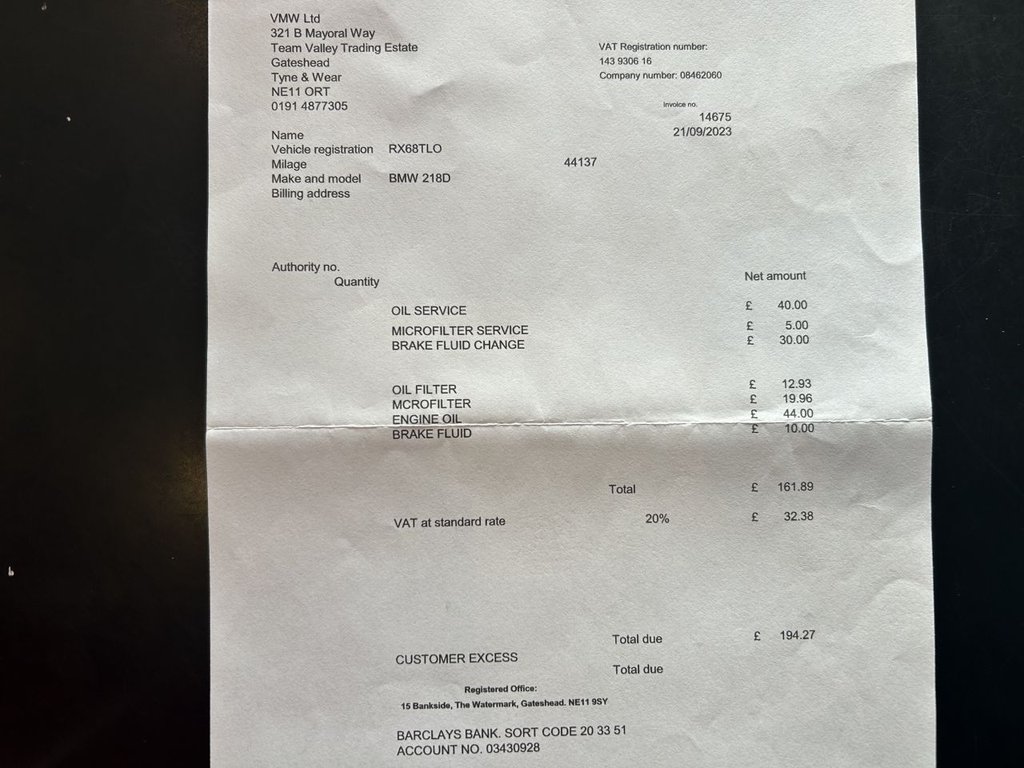 VMW Ltd
321 B Mayoral Way
Team Valley Trading Estate
Gateshead
Tyne & Wear
NE11 ORT
0191 4877305
VAT Registration number:
143 9306 16
Company number: 08462060
Invoice no.
14675
21/09/2023
Name
Vehicle registration RX68TLO
Milage 44137
Make and model BMW 218D
Billing address
Authority no.
Quantity Net amount
OIL SERVICE £ 40.00
MICROFILTER SERVICE £ 5.00
BRAKE FLUID CHANGE £ 30.00
OIL FILTER £ 12.93
MCROFILTER £ 19.96
ENGINE OIL £ 44.00
BRAKE FLUID £ 10.00
Total £ 161.89
VAT at standard rate 20% £ 32.38
Total due £ 194.27
CUSTOMER EXCESS
Total due
Registered Office:
15 Bankside, The Watermark, Gateshead. NE11 9SY
BARCLAYS BANK. SORT CODE 20 33 51
ACCOUNT NO. 03430928